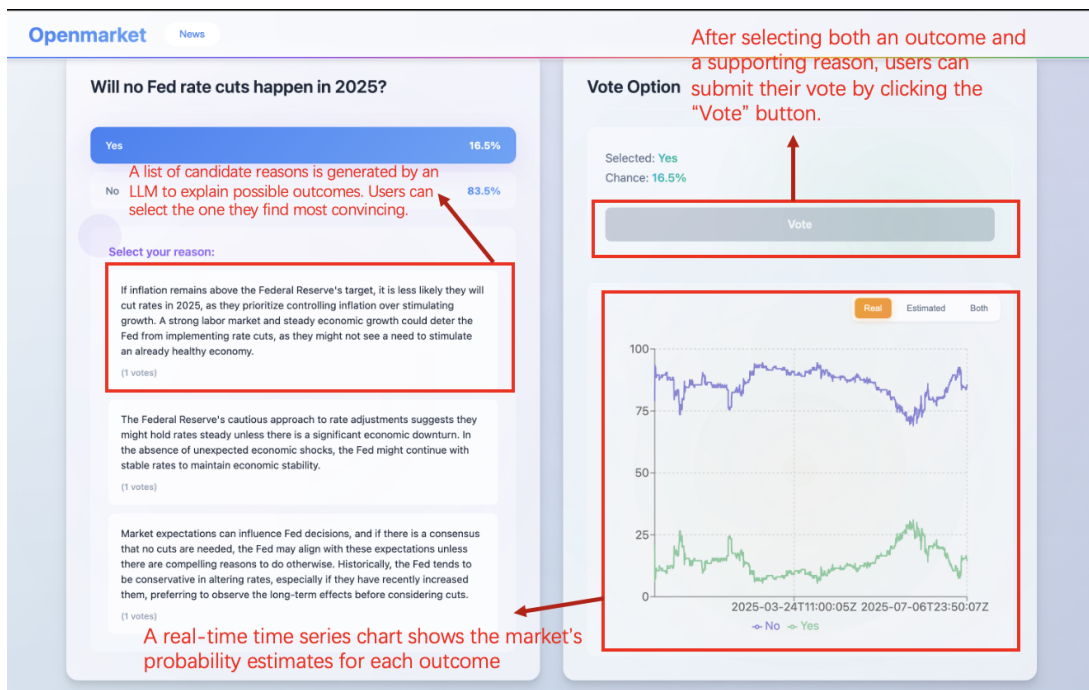 Openmarket
News
After selecting both an outcome and
a supporting reason, users can
submit their vote by clicking the
“Vote” button.
Will no Fed rate cuts happen in 2025?
Yes
16.5%
A list of candidate reasons is generated by an
LLM to explain possible outcomes. Users can
select the one they find most convincing.
No
83.5%
Select your reason:
If inflation remains above the Federal Reserve's target, it is less likely they will
cut rates in 2025, as they prioritize controlling inflation over stimulating
growth. A strong labor market and steady economic growth could deter the
Fed from implementing rate cuts, as they might not see a need to stimulate
an already healthy economy.
(1 votes)
The Federal Reserve's cautious approach to rate adjustments suggests they
might hold rates steady unless there is a significant economic downturn. In
the absence of unexpected economic shocks, the Fed might continue with
stable rates to maintain economic stability.
(1 votes)
Market expectations can influence Fed decisions, and if there is a consensus
that no cuts are needed, the Fed may align with these expectations unless
there are compelling reasons to do otherwise. Historically, the Fed tends to
be conservative in altering rates, especially if they have recently increased
them, preferring to observe the long-term effects before considering cuts.
(1 votes)
A real-time time series chart shows the market's
probability estimates for each outcome
Vote Option
Selected: Yes
Chance: 16.5%
Vote
Real
Estimated
Both
100
75
50
25
0
2025-03-24T11:00:05Z 2025-07-06T23:50:07Z
No Yes